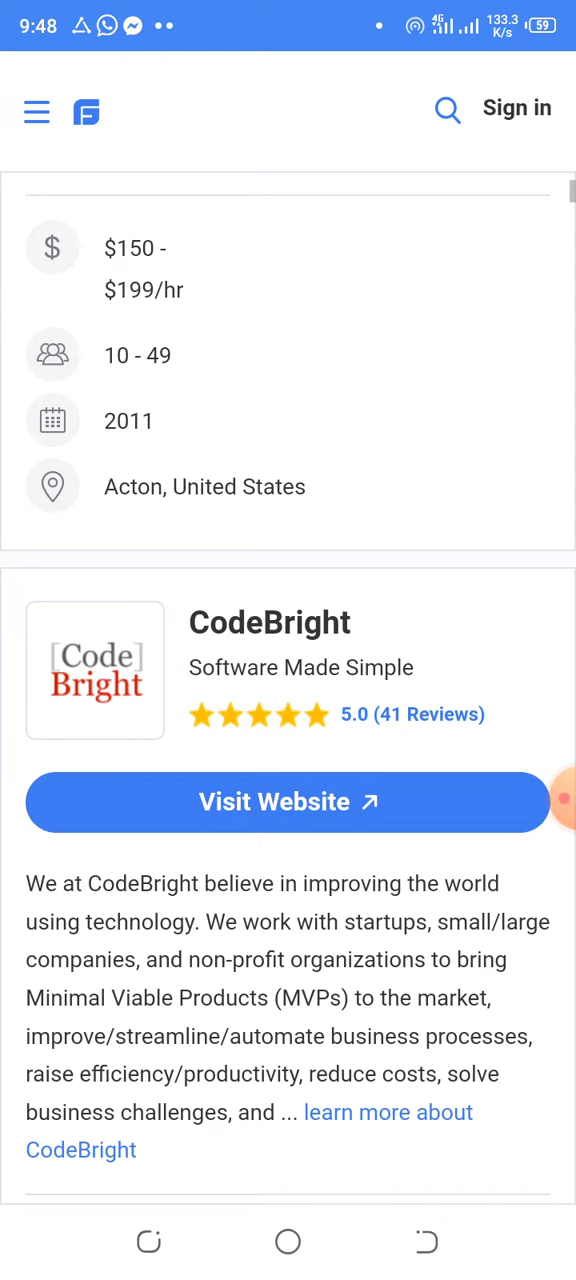 9:48
4G
133.3
K/s
59
Sign in
$150 -
$199/hr
10 - 49
2011
Acton, United States
[Code]
Bright
CodeBright
Software Made Simple
5.0 (41 Reviews)
Visit Website
We at CodeBright believe in improving the world
using technology. We work with startups, small/large
companies, and non-profit organizations to bring
Minimal Viable Products (MVPs) to the market,
improve/streamline/automate business processes,
raise efficiency/productivity, reduce costs, solve
business challenges, and ... learn more about
CodeBright